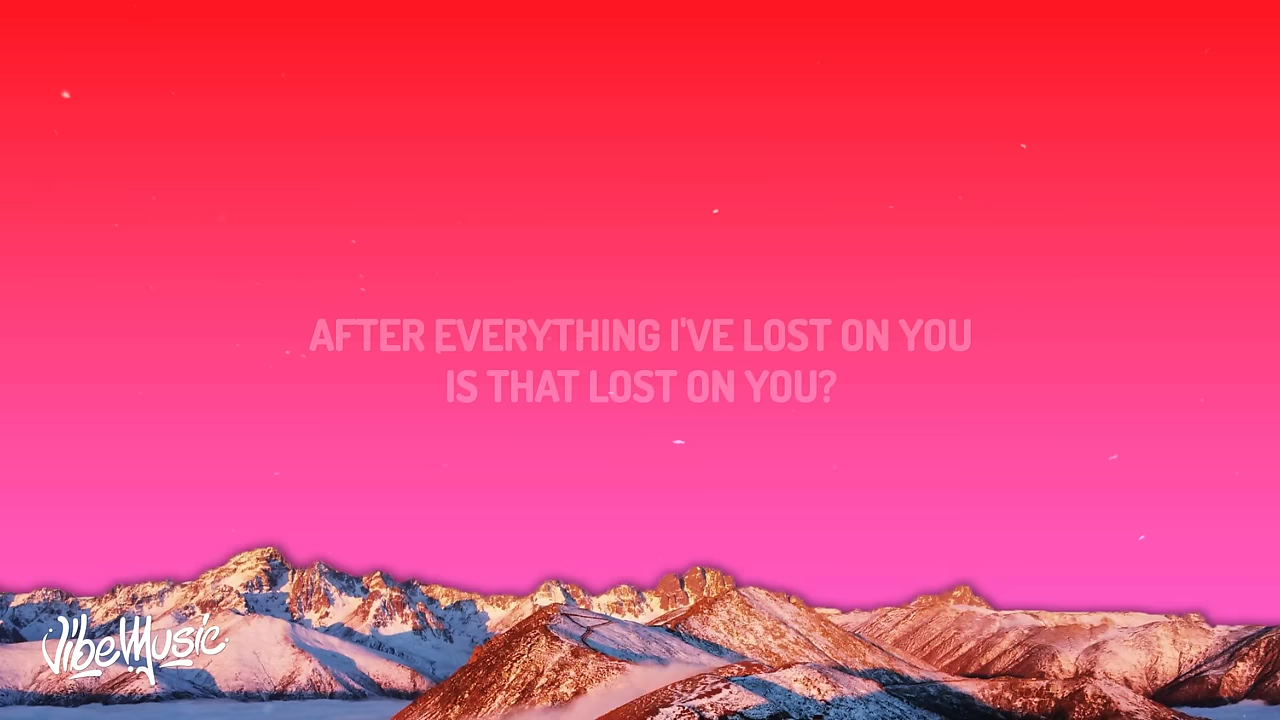 AFTER EVERYTHING I'VE LOST ON YOU
IS THAT LOST ON YOU?
VibeMusic